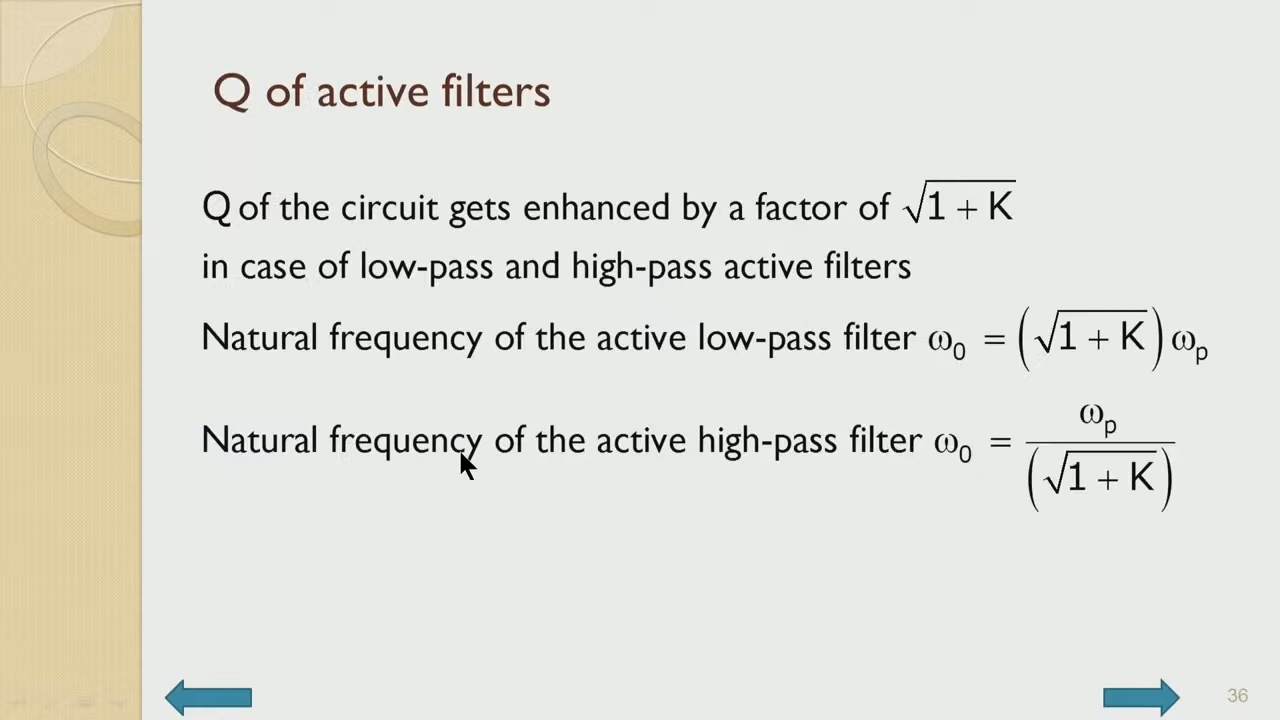 Q of active filters
Q of the circuit gets enhanced by a factor of √(1 + K)
in case of low-pass and high-pass active filters
Natural frequency of the active low-pass filter ω₀ = (√(1 + K)) ωₚ
Natural frequency of the active high-pass filter ω₀ = ωₚ / (√(1 + K))
36